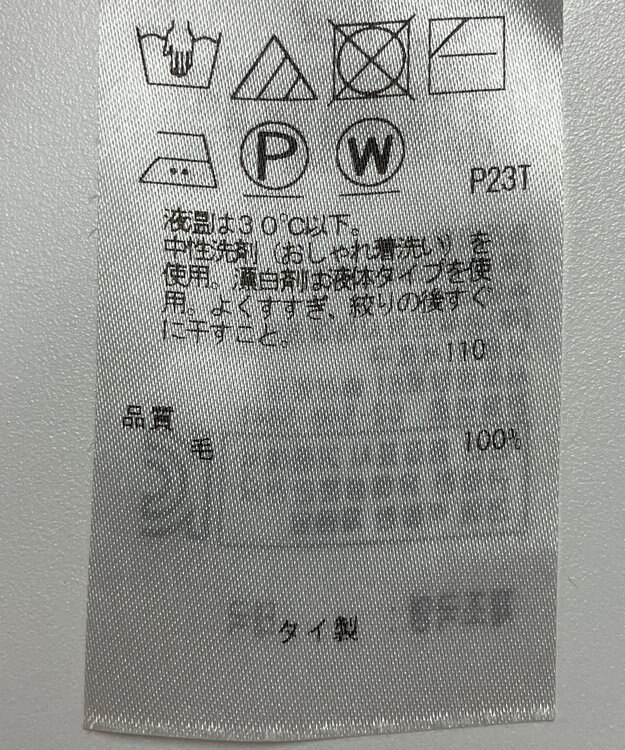 P W
P23T
液温は30℃以下。
中性洗剤(おしゃれ着洗い)を
使用。漂白剤は液体タイプを使
用。よくすすぎ、絞りの後すぐ
に干すこと。
110
品質
毛 100%
タイ製